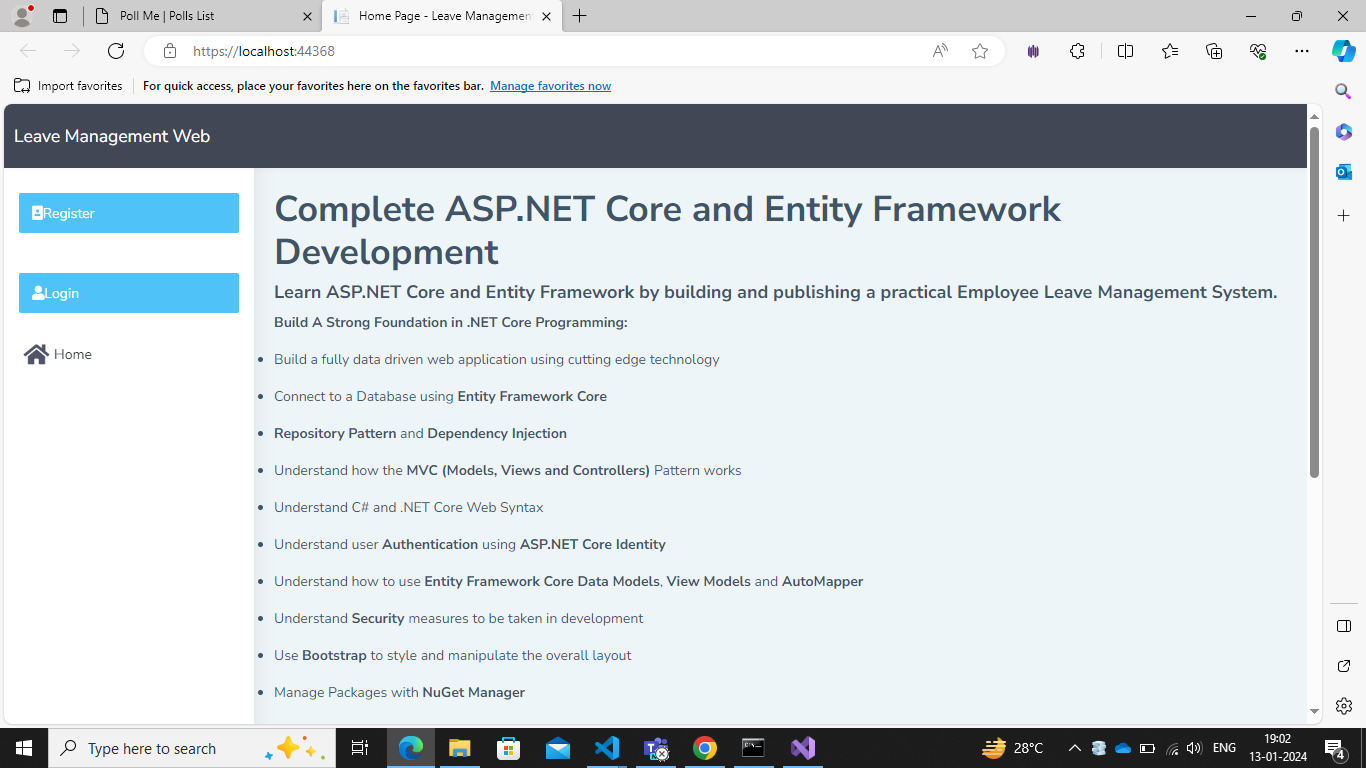 Poll Me | Polls List
Home Page - Leave Management
https://localhost:44368
Import favorites
For quick access, place your favorites here on the favorites bar. Manage favorites now
Leave Management Web
Register
Login
Home
Complete ASP.NET Core and Entity Framework
Development
Learn ASP.NET Core and Entity Framework by building and publishing a practical Employee Leave Management System.
Build A Strong Foundation in .NET Core Programming:
• Build a fully data driven web application using cutting edge technology
• Connect to a Database using Entity Framework Core
• Repository Pattern and Dependency Injection
• Understand how the MVC (Models, Views and Controllers) Pattern works
• Understand C# and .NET Core Web Syntax
• Understand user Authentication using ASP.NET Core Identity
• Understand how to use Entity Framework Core Data Models, View Models and AutoMapper
• Understand Security measures to be taken in development
• Use Bootstrap to style and manipulate the overall layout
• Manage Packages with NuGet Manager
Type here to search
28°C
ENG
19:02
13-01-2024
4